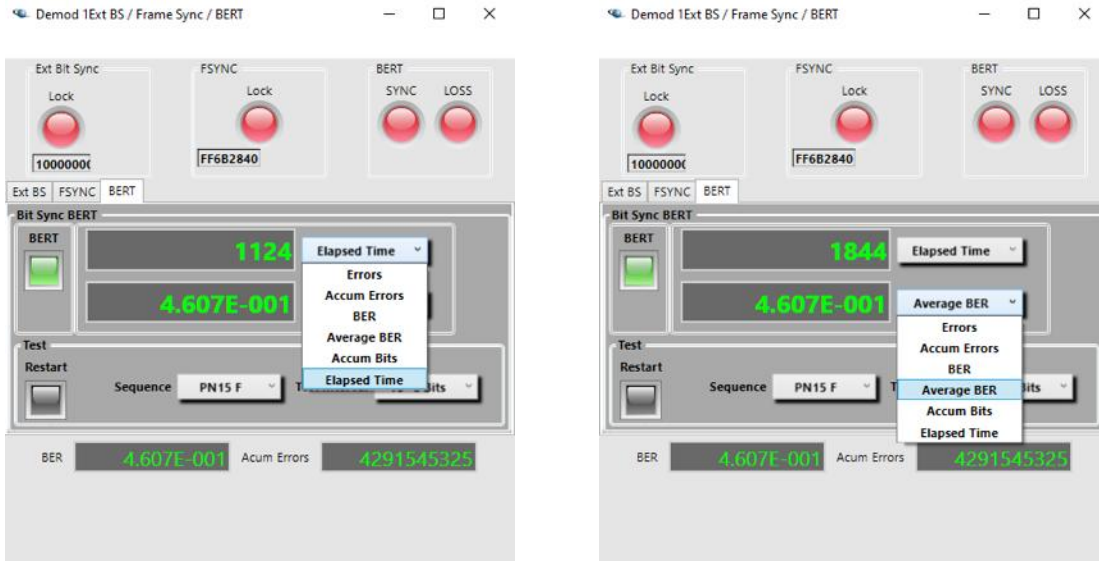 Demod 1Ext BS / Frame Sync / BERT
Ext Bit Sync
FSYNC
BERT
Lock
Lock
SYNC LOSS
FF6B2840
Ext BS FSYNC BERT
Bit Sync BERT
BERT
1124
Elapsed Time
Errors
Accum Errors
BER
Average BER
Accum Bits
Elapsed Time
4.607E-001
Test
Restart
Sequence PN15 F
Bits
BER 4.607E-001 Acum Errors 4291545325
Demod 1Ext BS / Frame Sync / BERT
Ext Bit Sync
FSYNC
BERT
Lock
Lock
SYNC LOSS
FF6B2840
Ext BS FSYNC BERT
Bit Sync BERT
BERT
1844
Elapsed Time
4.607E-001
Average BER
Errors
Accum Errors
BER
Average BER
Accum Bits
Elapsed Time
Test
Restart
Sequence PN15 F
BER 4.607E-001 Acum Errors 4291545325